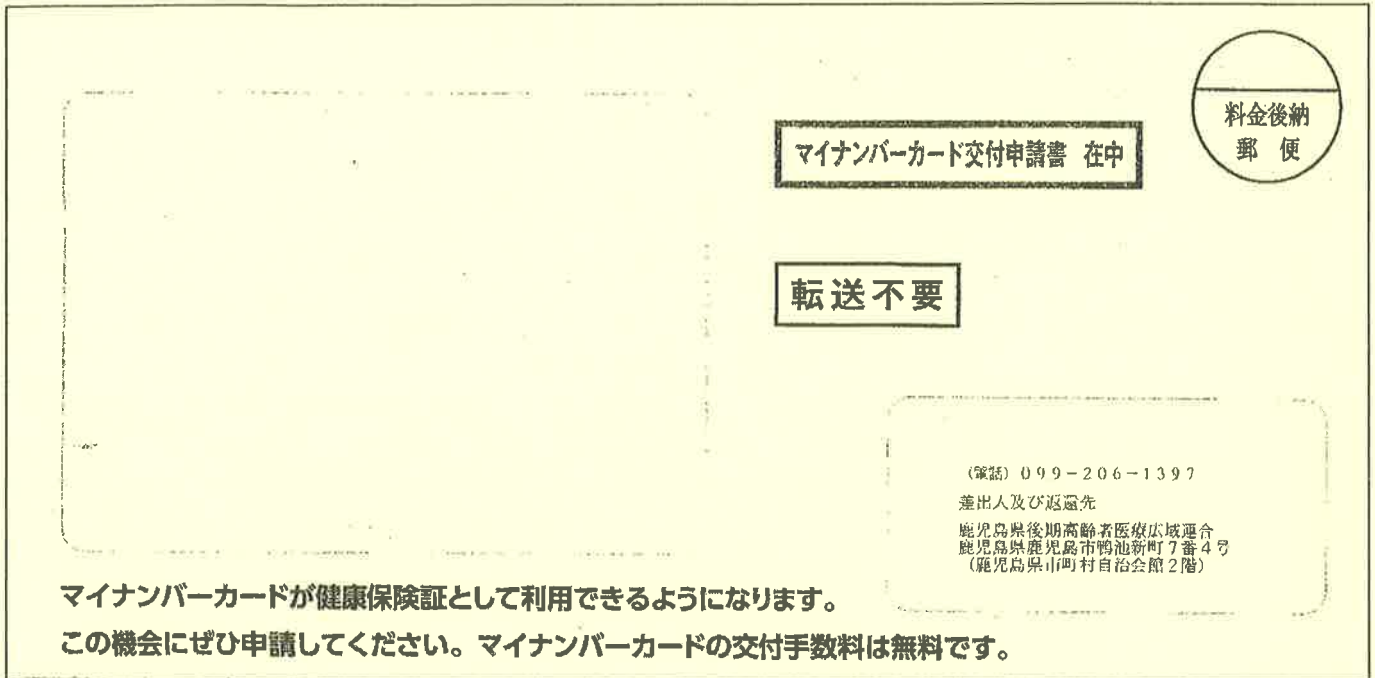 料金後納
郵 便
マイナンバーカード交付申請書 在中
転送不要
(電話) 099-206-1397
差出人及び返還先
鹿児島県後期高齢者医療広域連合
鹿児島県鹿児島市鴨池新町7番4号
(鹿児島県市町村自治会館2階)
マイナンバーカードが健康保険証として利用できるようになります。
この機会にぜひ申請してください。マイナンバーカードの交付手数料は無料です。